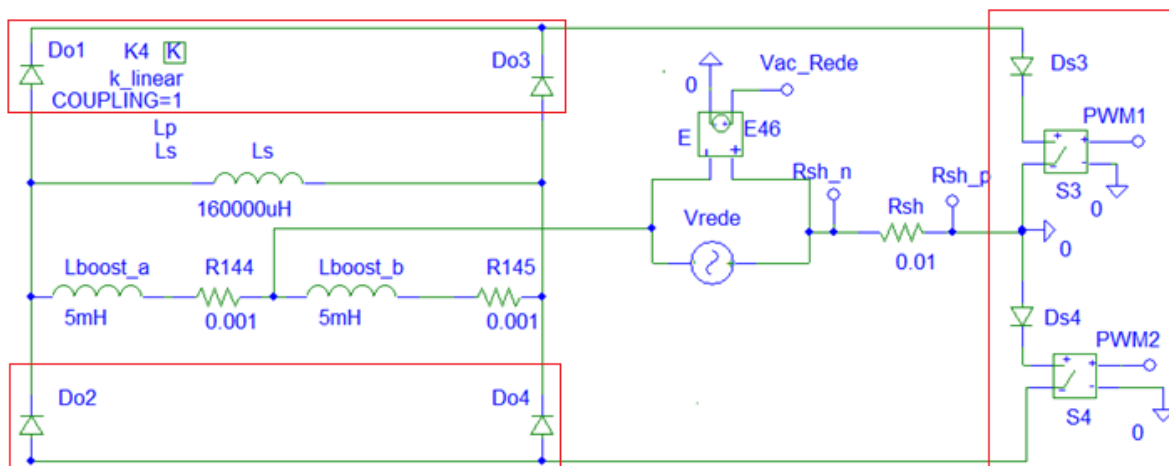 Do1
K4
K
k_linear
COUPLING=1
Do3
Lp
Ls
Ls
160000uH
Lboost_a
5mH
R144
0.001
Lboost_b
5mH
R145
0.001
Do2
Do4
0
Vac_Rede
E
E46
Vrede
Rsh_n
Rsh
0.01
Rsh_p
Ds3
PWM1
S3
0
0
Ds4
PWM2
S4
0